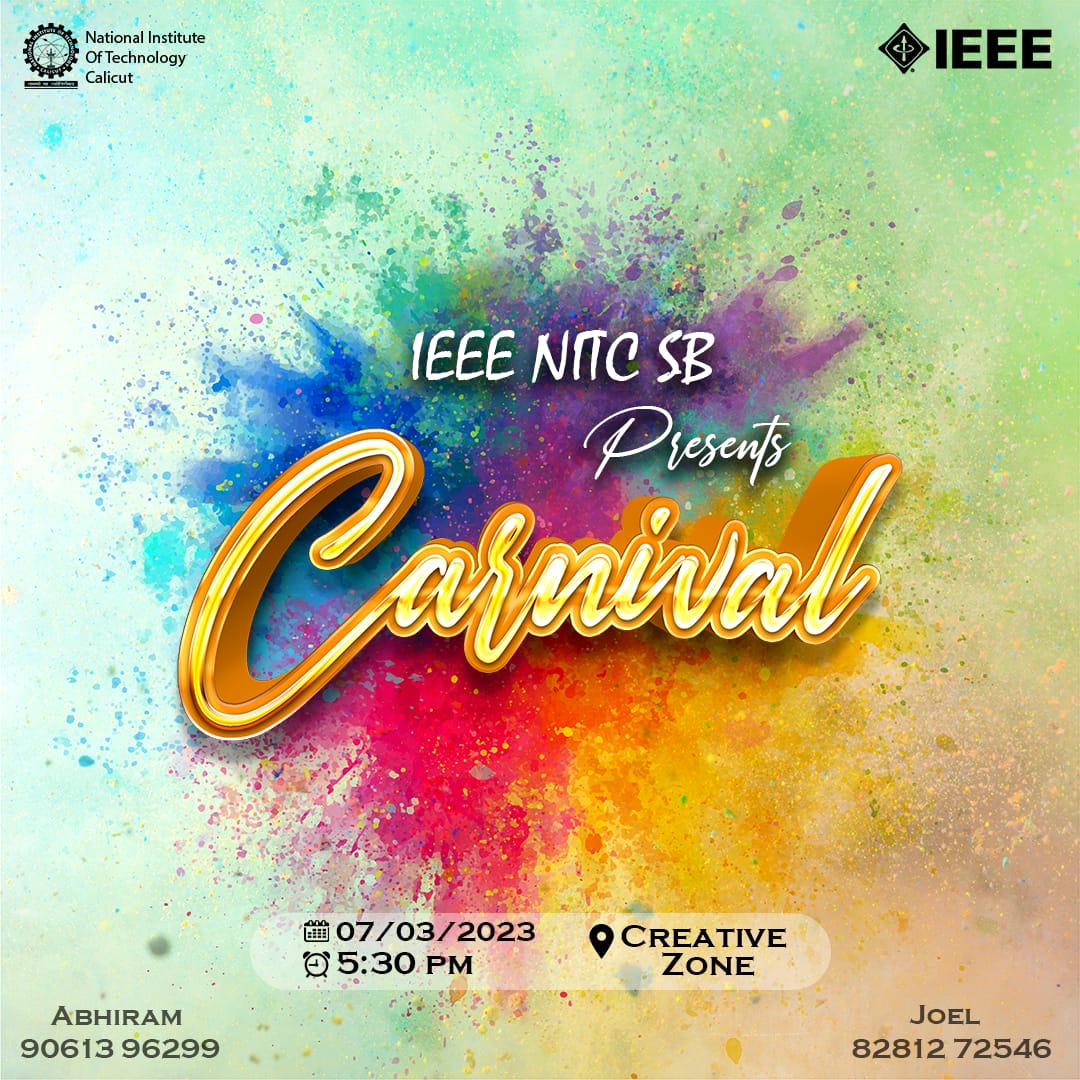 National Institute
Of Technology
Calicut
IEEE
IEEE NITC SB
Presents
Carnival
07/03/2023
5:30 PM
CREATIVE
ZONE
ABHIRAM
90613 96299
JOEL
82812 72546